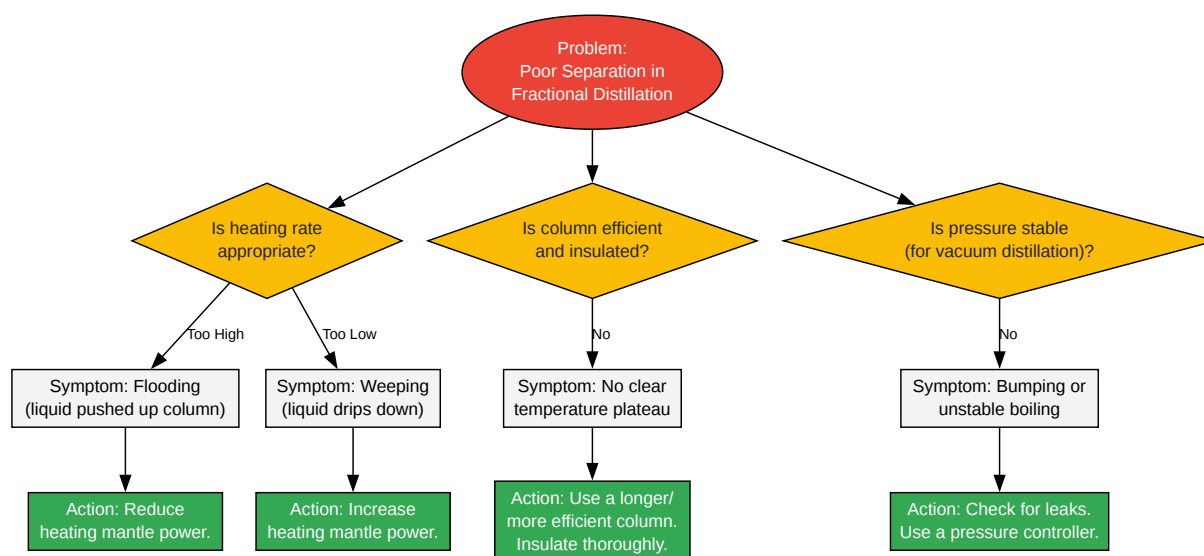 Problem:
Poor Separation in
Fractional Distillation
Is heating rate
appropriate?
Is column efficient
and insulated?
Is pressure stable
(for vacuum distillation)?
Too High
Too Low
No
No
Symptom: Flooding
(liquid pushed up column)
Symptom: Weeping
(liquid drips down)
Symptom: No clear
temperature plateau
Symptom: Bumping or
unstable boiling
Action: Reduce
heating mantle power.
Action: Increase
heating mantle power.
Action: Use a longer/
more efficient column.
Insulate thoroughly.
Action: Check for leaks.
Use a pressure controller.